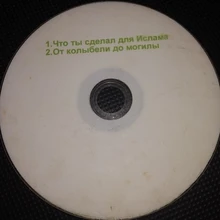 1.Что ты сделал для Ислама
2.От колыбели до могилы